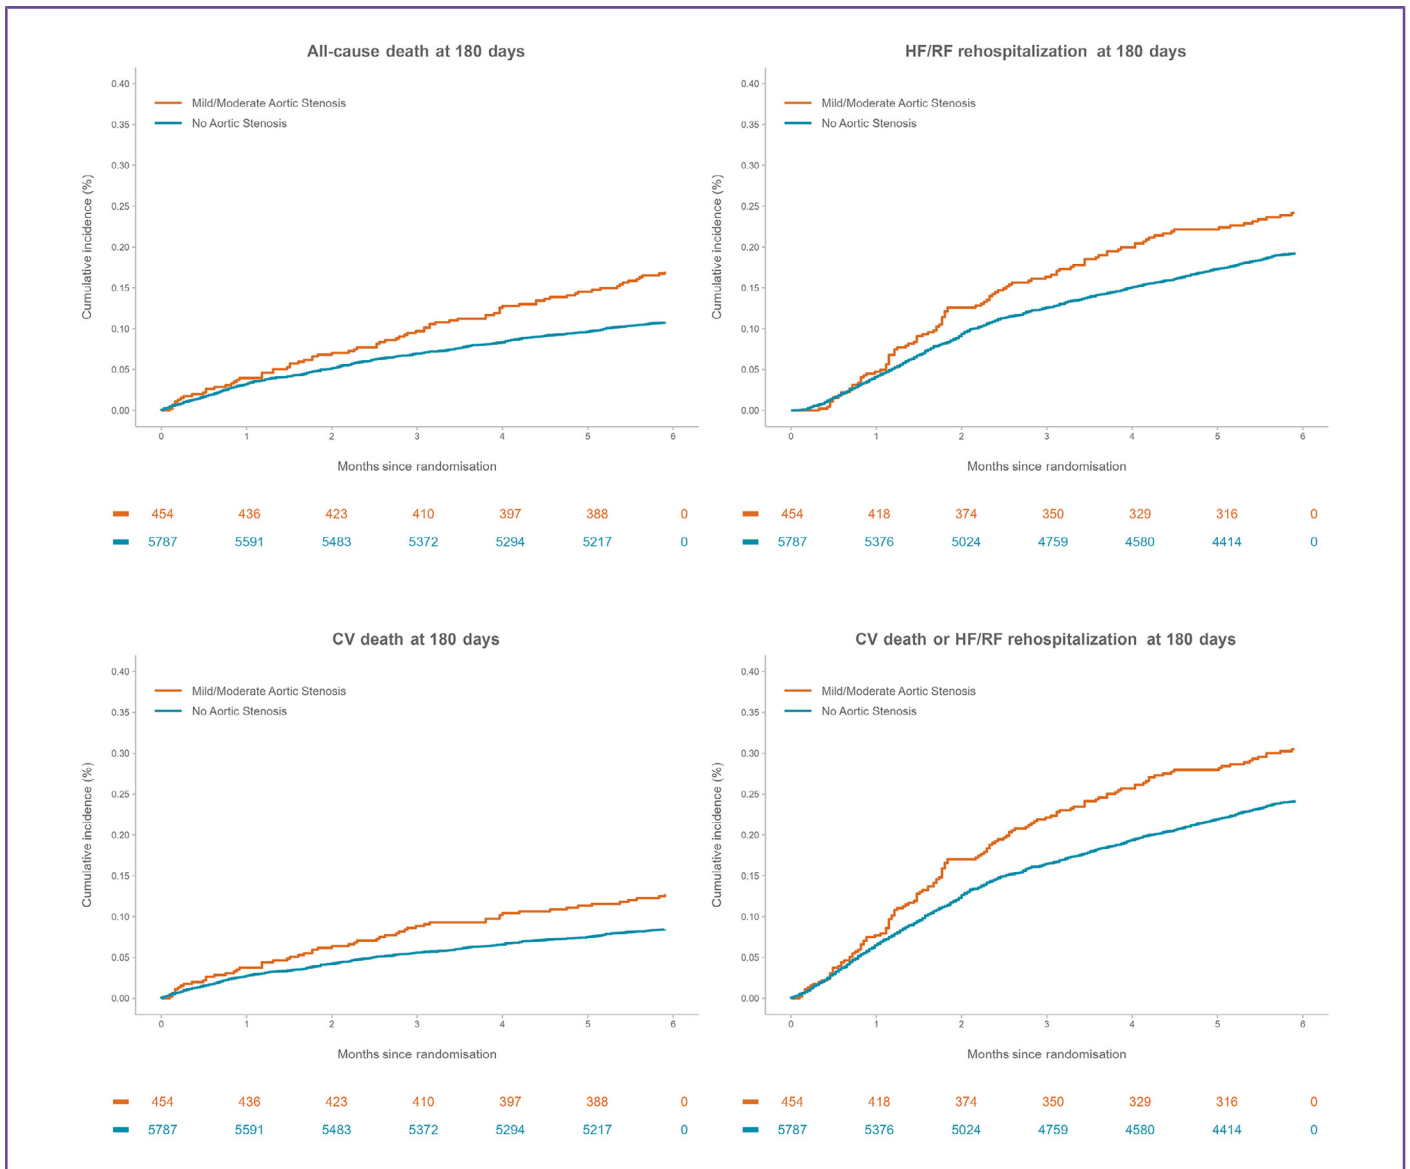 All-cause death at 180 days
0.40
0.35
0.30
0.25
0.20
0.15
0.10
0.05
0.00
Cumulative incidence (%)
Mild/Moderate Aortic Stenosis
No Aortic Stenosis
0 1 2 3 4 5 6
Months since randomisation
454 436 423 410 397 388 0
5787 5591 5483 5372 5294 5217 0
HF/RF rehospitalization at 180 days
0.40
0.35
0.30
0.25
0.20
0.15
0.10
0.05
0.00
Cumulative incidence (%)
Mild/Moderate Aortic Stenosis
No Aortic Stenosis
0 1 2 3 4 5 6
Months since randomisation
454 418 374 350 329 316 0
5787 5376 5024 4759 4580 4414 0
CV death at 180 days
0.40
0.35
0.30
0.25
0.20
0.15
0.10
0.05
0.00
Cumulative incidence (%)
Mild/Moderate Aortic Stenosis
No Aortic Stenosis
0 1 2 3 4 5 6
Months since randomisation
454 436 423 410 397 388 0
5787 5591 5483 5372 5294 5217 0
CV death or HF/RF rehospitalization at 180 days
0.40
0.35
0.30
0.25
0.20
0.15
0.10
0.05
0.00
Cumulative incidence (%)
Mild/Moderate Aortic Stenosis
No Aortic Stenosis
0 1 2 3 4 5 6
Months since randomisation
454 418 374 350 329 316 0
5787 5376 5024 4759 4580 4414 0